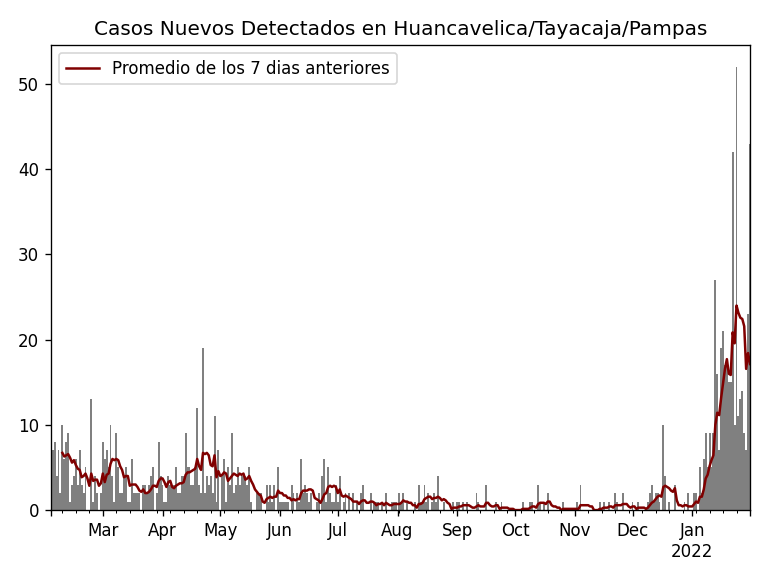 Casos Nuevos Detectados en Huancavelica/Tayacaja/Pampas
Promedio de los 7 dias anteriores
50
40
30
20
10
0
Mar Apr May Jun Jul Aug Sep Oct Nov Dec Jan
2022